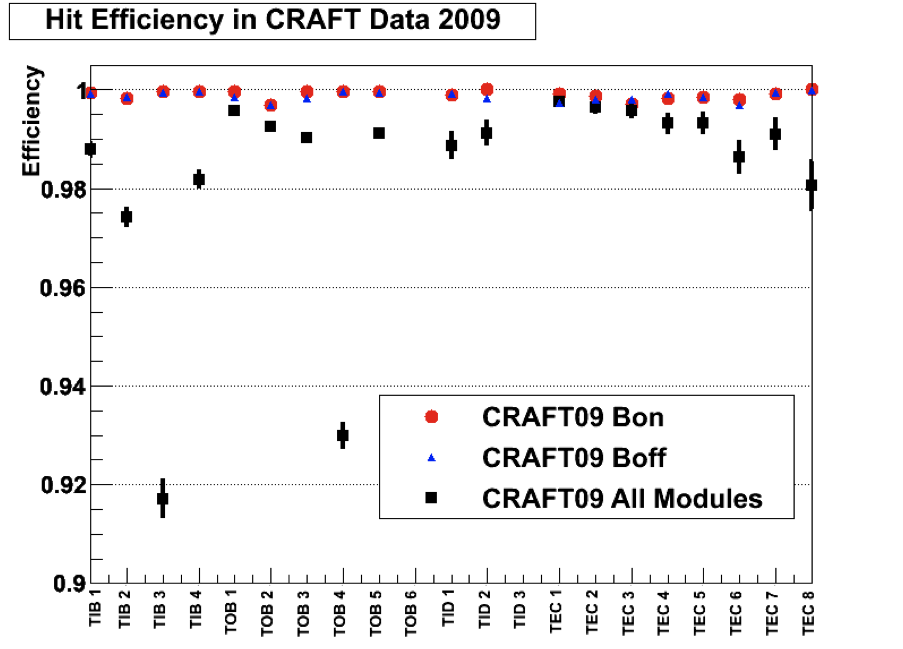 Hit Efficiency in CRAFT Data 2009
Efficiency
1
0.98
0.96
0.94
0.92
0.9
CRAFT09 Bon
CRAFT09 Boff
CRAFT09 All Modules
TIB 1
TIB 2
TIB 3
TIB 4
TOB 1
TOB 2
TOB 3
TOB 4
TOB 5
TOB 6
TID 1
TID 2
TID 3
TEC 1
TEC 2
TEC 3
TEC 4
TEC 5
TEC 6
TEC 7
TEC 8